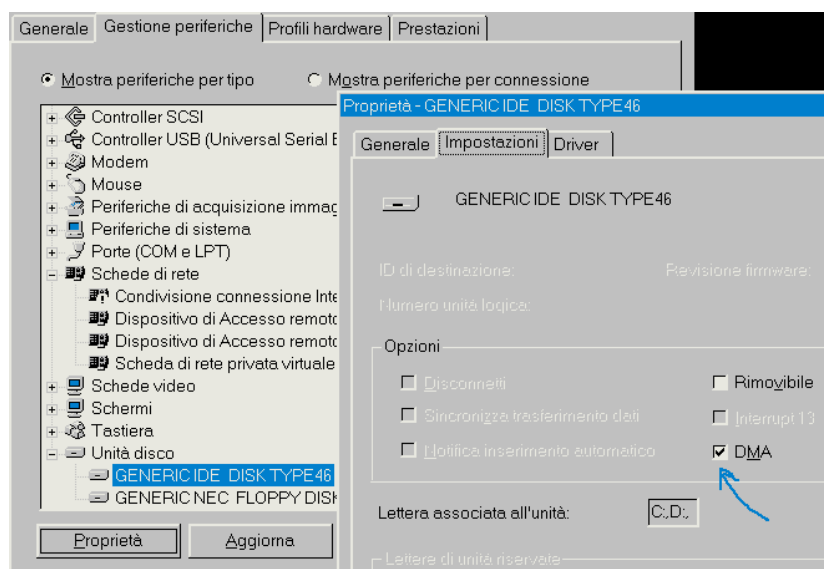 Generale Gestione periferiche Profili hardware Prestazioni
Mostra periferiche per tipo Mostra periferiche per connessione
Controller SCSI
Controller USB (Universal Serial
Modem
Mouse
Periferiche di acquisizione immag
Periferiche di sistema
Porte (COM e LPT)
Schede di rete
Condivisione connessione Inte
Dispositivo di Accesso remoto
Dispositivo di Accesso remoto
Scheda di rete privata virtuale
Schede video
Schermi
Tastiera
Unità disco
GENERIC IDE DISK TYPE46
GENERIC NEC FLOPPY DISK
Proprietà Aggiorna
Proprietà - GENERIC IDE DISK TYPE46
Generale Impostazioni Driver
GENERIC IDE DISK TYPE46
ID di destinazione: Revisione firmware:
Numero unità logica:
Opzioni
Disconnetti Rimovibile
Sincronizza trasferimento dati Interrupt 13
Notifica inserimento automatico DMA
Lettera associata all'unità: C:,D:,
Lettere di unità riservate